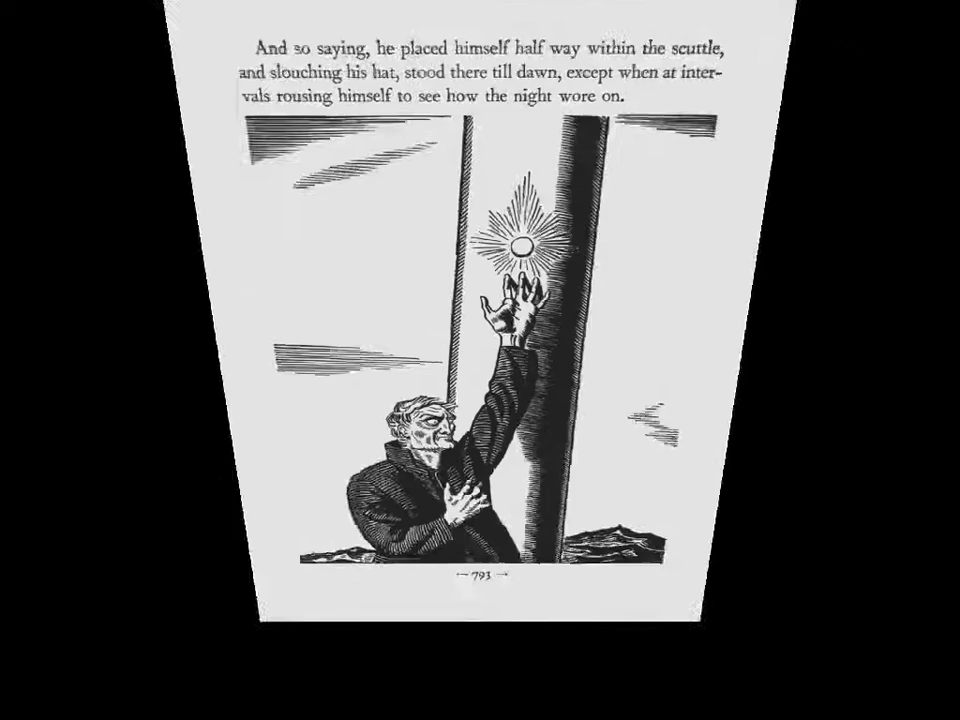 And so saying, he placed himself half way within the scuttle,
and slouching his hat, stood there till dawn, except when at inter-
vals rousing himself to see how the night wore on.
— 793 —